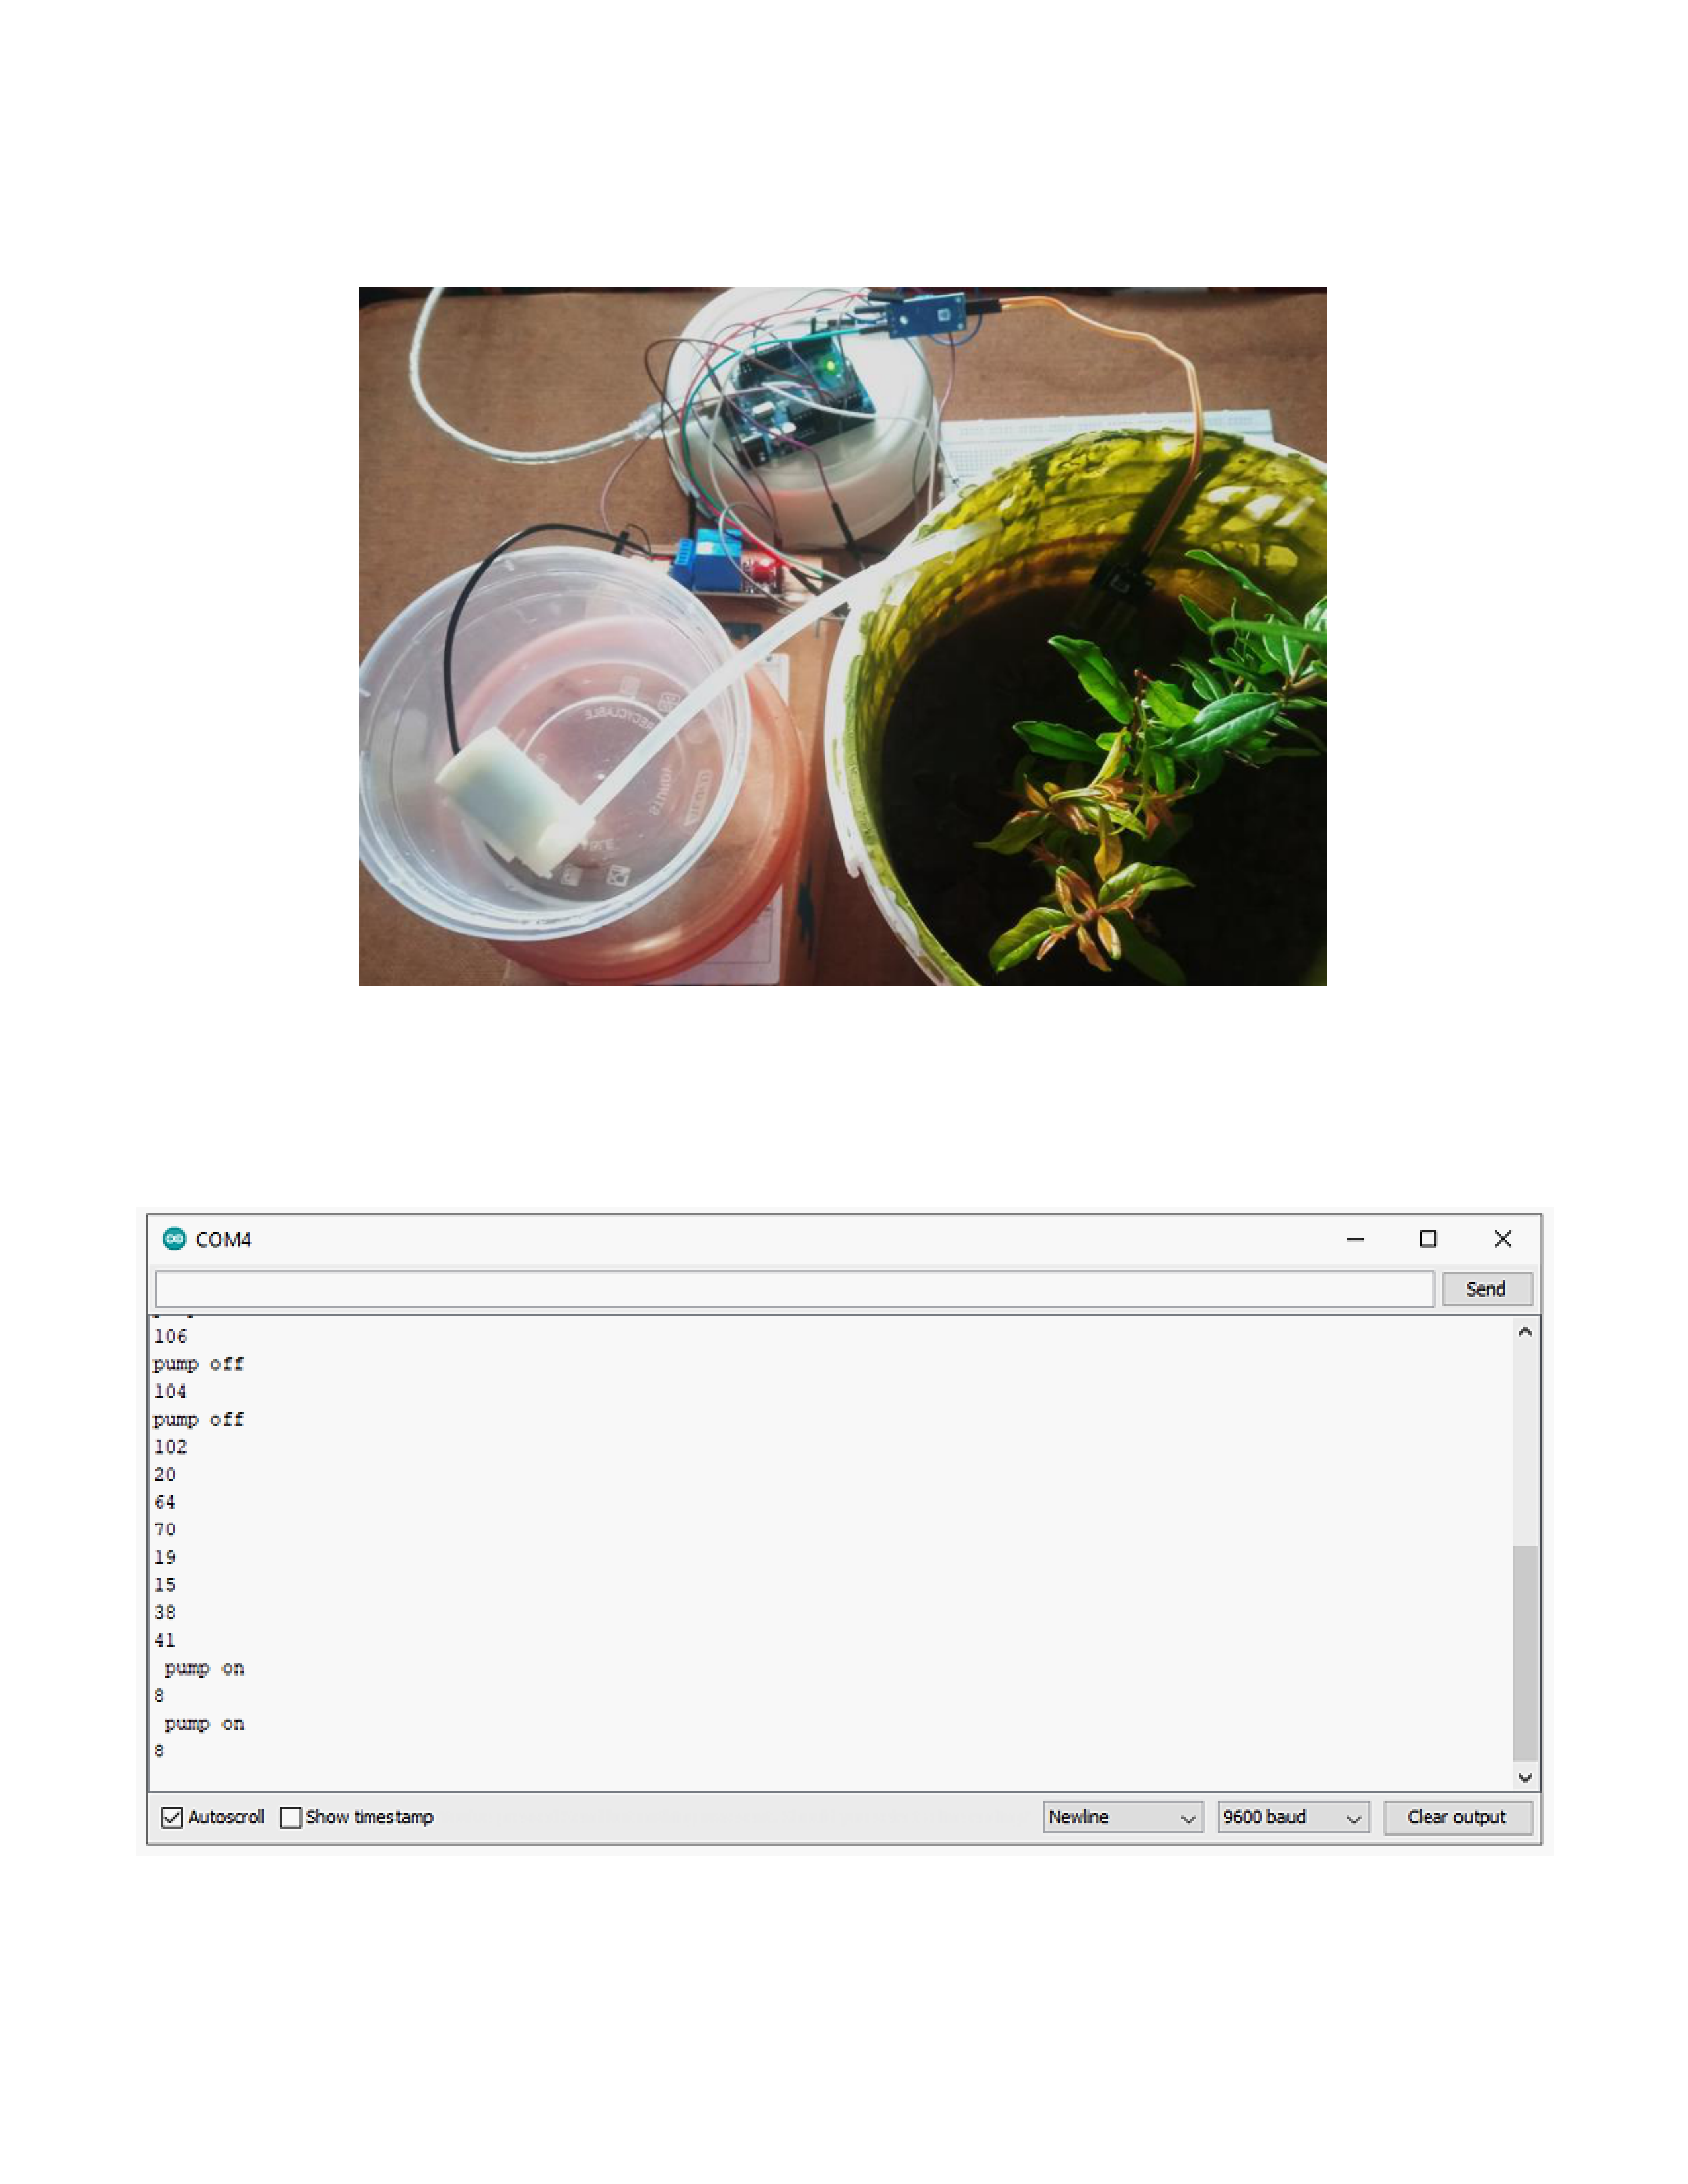 RECYCLABLE
COM4
Send
106
pump off
104
pump off
102
20
64
70
19
15
38
41
pump on
8
pump on
8
Autoscroll
Show timestamp
Newline
9600 baud
Clear output